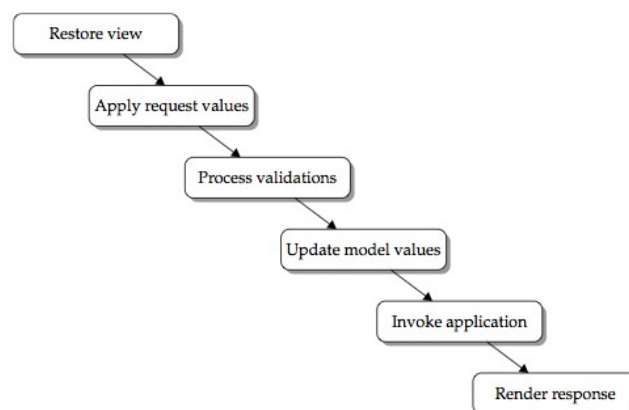 Restore view
Apply request values
Process validations
Update model values
Invoke application
Render response